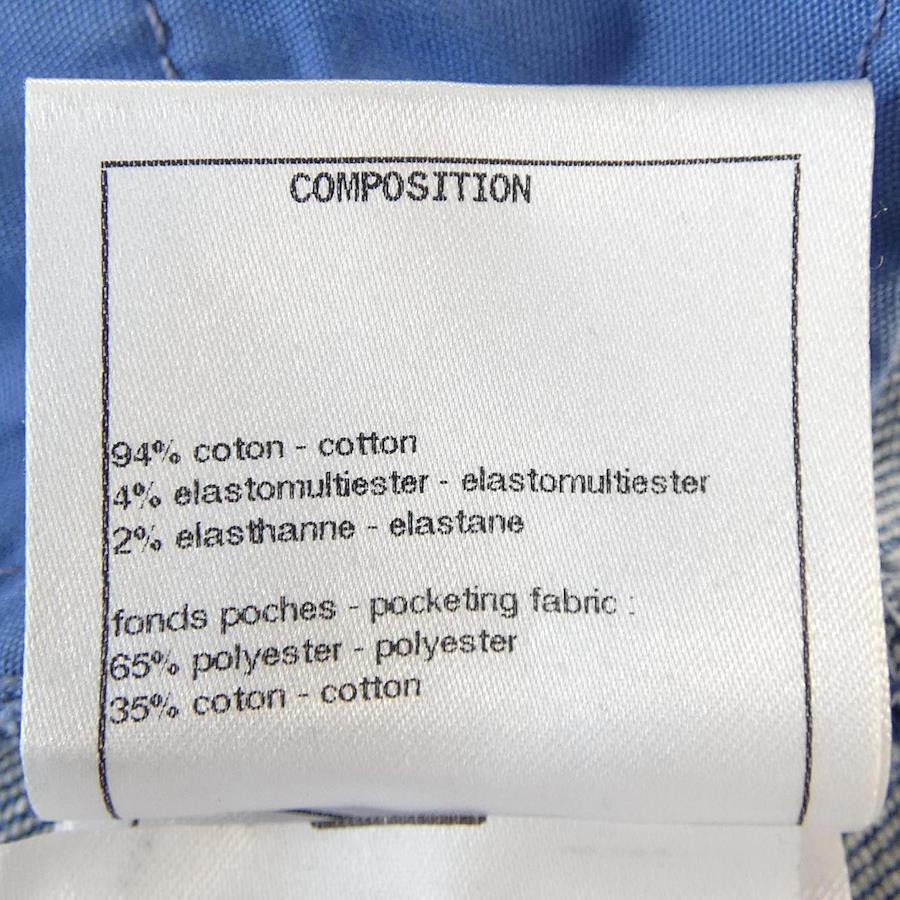 COMPOSITION
94% coton - cotton
4% elastomultiester - elastomultiester
2% elasthanne - elastane
fonds poches - pocketing fabric :
65% polyester - polyester
35% coton - cotton